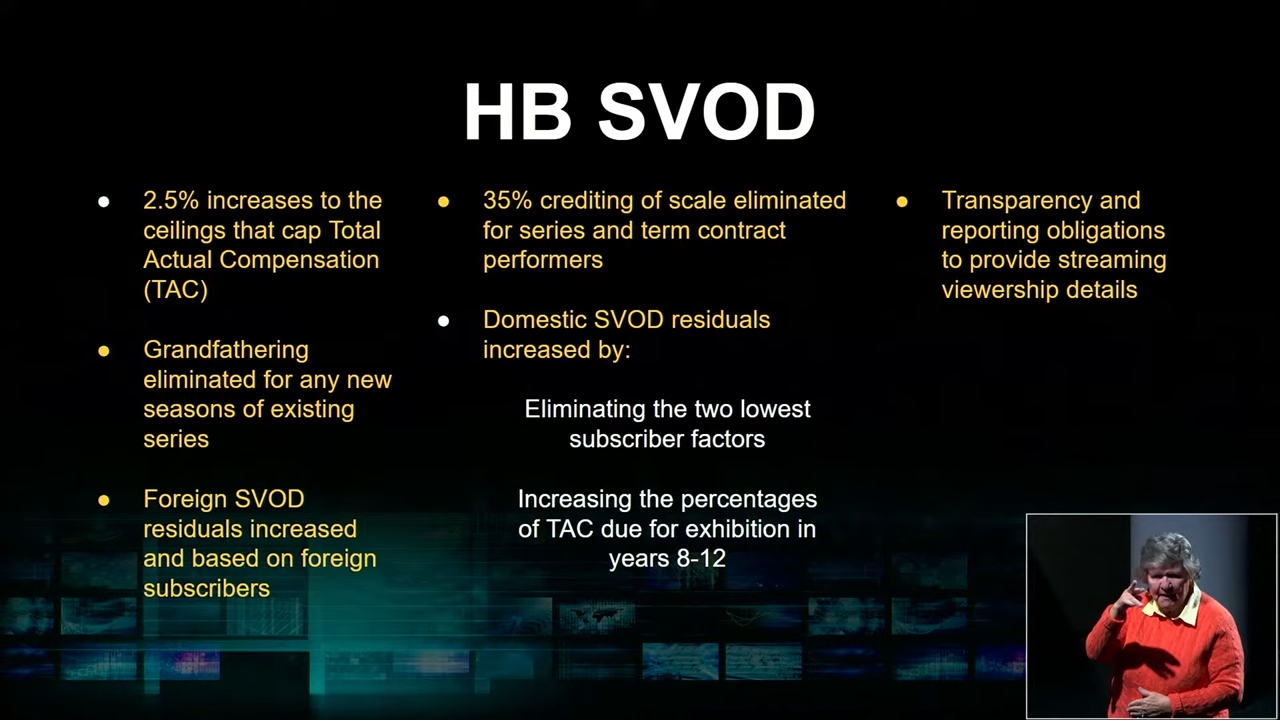 HB SVOD
● 2.5% increases to the
ceilings that cap Total
Actual Compensation
(TAC)
● Grandfathering
eliminated for any new
seasons of existing
series
● Foreign SVOD
residuals increased
and based on foreign
subscribers
● 35% crediting of scale eliminated
for series and term contract
performers
● Domestic SVOD residuals
increased by:
Eliminating the two lowest
subscriber factors
Increasing the percentages
of TAC due for exhibition in
years 8-12
● Transparency and
reporting obligations
to provide streaming
viewership details